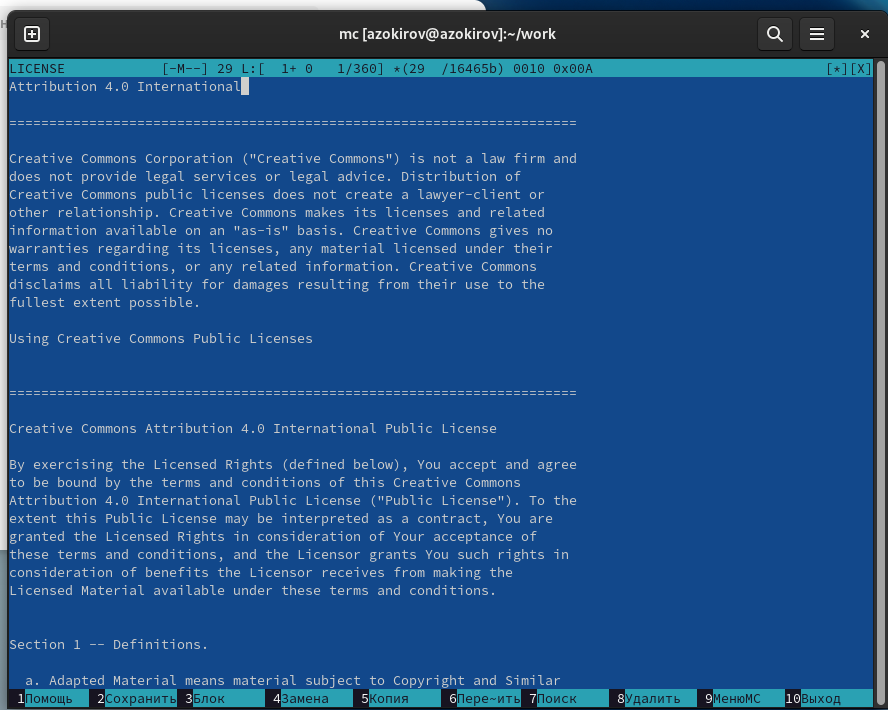 mc [azokirov@azokirov]:~/work
LICENSE [-M--] 29 L:[ 1+ 0 1/360] *(29 /16465b) 0010 0x00A [*][X]
Attribution 4.0 International
=======================================================================
Creative Commons Corporation ("Creative Commons") is not a law firm and
does not provide legal services or legal advice. Distribution of
Creative Commons public licenses does not create a lawyer-client or
other relationship. Creative Commons makes its licenses and related
information available on an "as-is" basis. Creative Commons gives no
warranties regarding its licenses, any material licensed under their
terms and conditions, or any related information. Creative Commons
disclaims all liability for damages resulting from their use to the
fullest extent possible.
Using Creative Commons Public Licenses
=======================================================================
Creative Commons Attribution 4.0 International Public License
By exercising the Licensed Rights (defined below), You accept and agree
to be bound by the terms and conditions of this Creative Commons
Attribution 4.0 International Public License ("Public License"). To the
extent this Public License may be interpreted as a contract, You are
granted the Licensed Rights in consideration of Your acceptance of
these terms and conditions, and the Licensor grants You such rights in
consideration of benefits the Licensor receives from making the
Licensed Material available under these terms and conditions.
Section 1 -- Definitions.
a. Adapted Material means material subject to Copyright and Similar
1Помощь 2Сохранить 3Блок 4Замена 5Копия 6Пере~ить 7Поиск 8Удалить 9МенюMC 10Выход